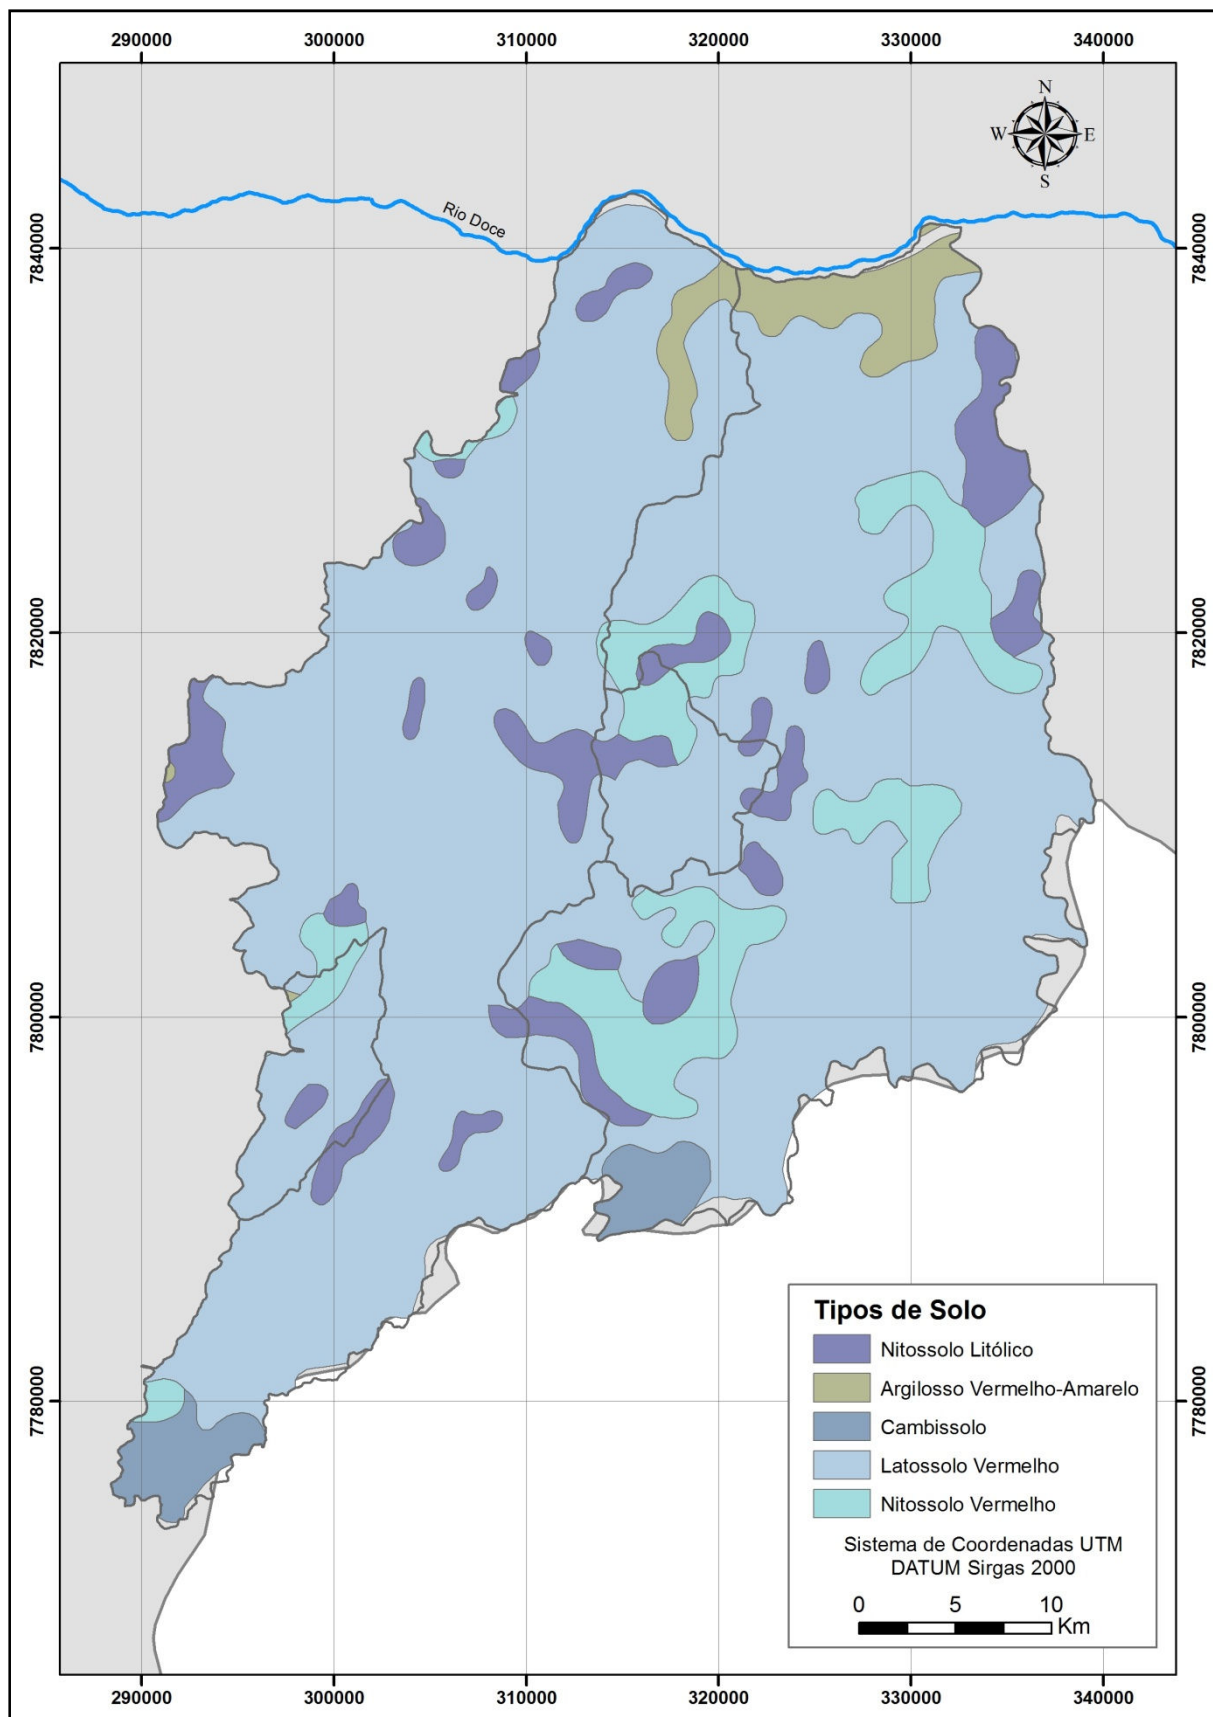 290000 300000 310000 320000 330000 340000
N
W E
S
Rio Doce
7840000 7840000
7820000 7820000
7800000 7800000
7780000 7780000
Tipos de Solo
Nitossolo Litólico
Argilosso Vermelho-Amarelo
Cambissolo
Latossolo Vermelho
Nitossolo Vermelho
Sistema de Coordenadas UTM
DATUM Sirgas 2000
0 5 10
Km
290000 300000 310000 320000 330000 340000